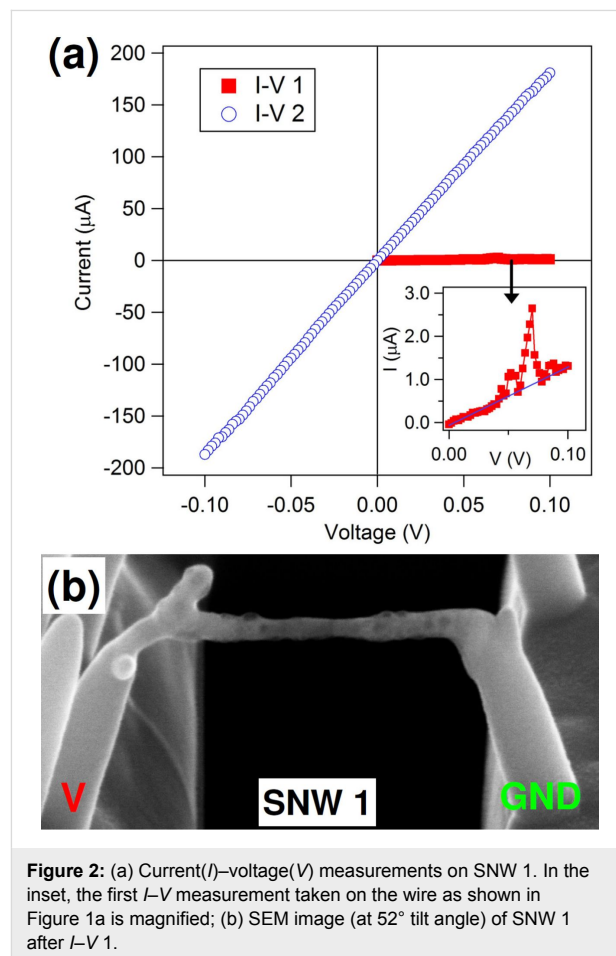 (a)
200
150
100
50
0
-50
-100
-150
-200
Current (µA)
I-V 1
I-V 2
3.0
2.0
1.0
0.0
I (µA)
0.00
0.10
V (V)
-0.10
-0.05
0.00
0.05
0.10
Voltage (V)
(b)
V
SNW 1
GND
Figure 2: (a) Current(I)–voltage(V) measurements on SNW 1. In the
inset, the first I–V measurement taken on the wire as shown in
Figure 1a is magnified; (b) SEM image (at 52° tilt angle) of SNW 1
after I–V 1.